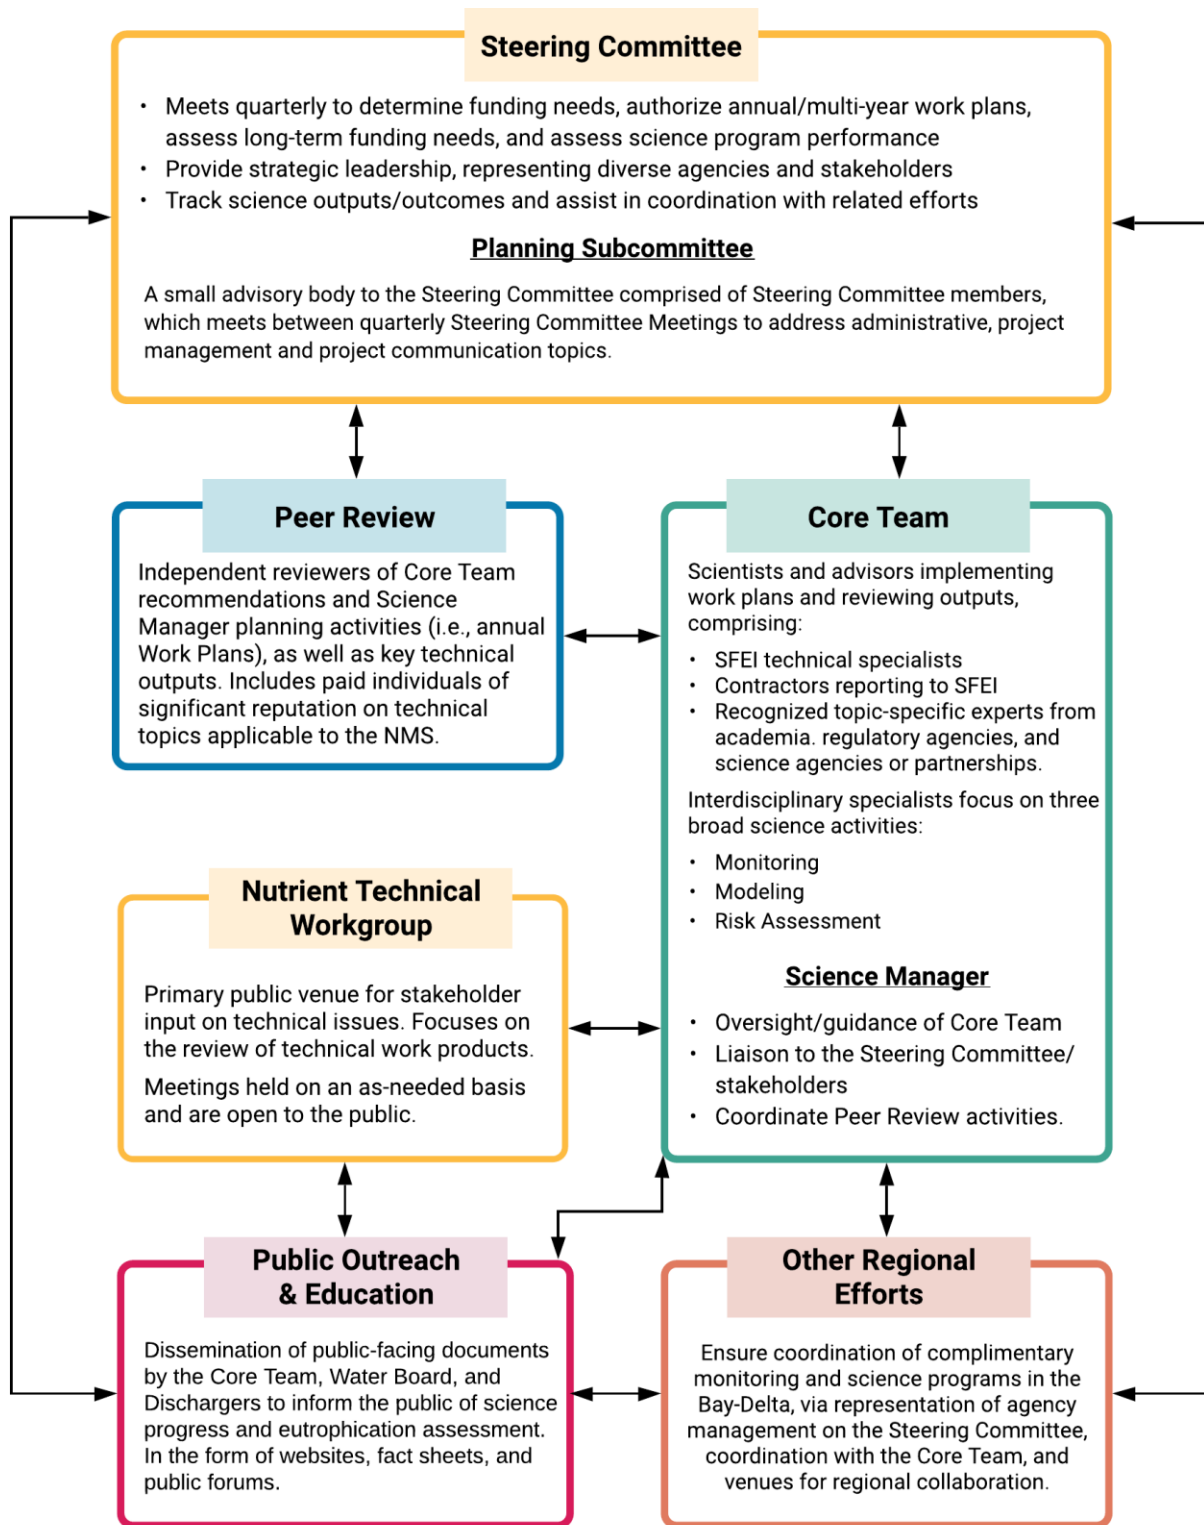 Steering Committee
• Meets quarterly to determine funding needs, authorize annual/multi-year work plans,
assess long-term funding needs, and assess science program performance
• Provide strategic leadership, representing diverse agencies and stakeholders
• Track science outputs/outcomes and assist in coordination with related efforts
Planning Subcommittee
A small advisory body to the Steering Committee comprised of Steering Committee members,
which meets between quarterly Steering Committee Meetings to address administrative, project
management and project communication topics.
Peer Review
Independent reviewers of Core Team
recommendations and Science
Manager planning activities (i.e., annual
Work Plans), as well as key technical
outputs. Includes paid individuals of
significant reputation on technical
topics applicable to the NMS.
Core Team
Scientists and advisors implementing
work plans and reviewing outputs,
comprising:
• SFEI technical specialists
• Contractors reporting to SFEI
• Recognized topic-specific experts from
academia. regulatory agencies, and
science agencies or partnerships.
Interdisciplinary specialists focus on three
broad science activities:
• Monitoring
• Modeling
• Risk Assessment
Science Manager
• Oversight/guidance of Core Team
• Liaison to the Steering Committee/
stakeholders
• Coordinate Peer Review activities.
Nutrient Technical
Workgroup
Primary public venue for stakeholder
input on technical issues. Focuses on
the review of technical work products.
Meetings held on an as-needed basis
and are open to the public.
Public Outreach
& Education
Dissemination of public-facing documents
by the Core Team, Water Board, and
Dischargers to inform the public of science
progress and eutrophication assessment.
In the form of websites, fact sheets, and
public forums.
Other Regional
Efforts
Ensure coordination of complimentary
monitoring and science programs in the
Bay-Delta, via representation of agency
management on the Steering Committee,
coordination with the Core Team, and
venues for regional collaboration.